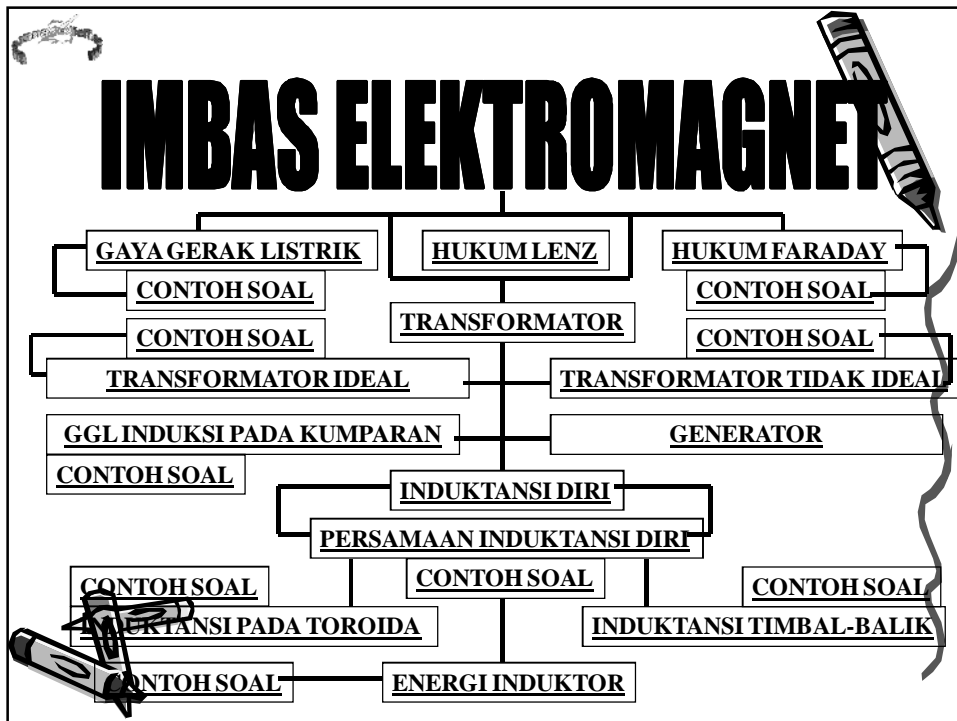 IMBAS ELEKTROMAGNET
GAYA GERAK LISTRIK
HUKUM LENZ
HUKUM FARADAY
CONTOH SOAL
CONTOH SOAL
TRANSFORMATOR
CONTOH SOAL
CONTOH SOAL
TRANSFORMATOR IDEAL
TRANSFORMATOR TIDAK IDEAL
GGL INDUKSI PADA KUMPARAN
GENERATOR
CONTOH SOAL
INDUKTANSI DIRI
PERSAMAAN INDUKTANSI DIRI
CONTOH SOAL
CONTOH SOAL
CONTOH SOAL
INDUKTANSI PADA TOROIDA
INDUKTANSI TIMBAL-BALIK
CONTOH SOAL
ENERGI INDUKTOR